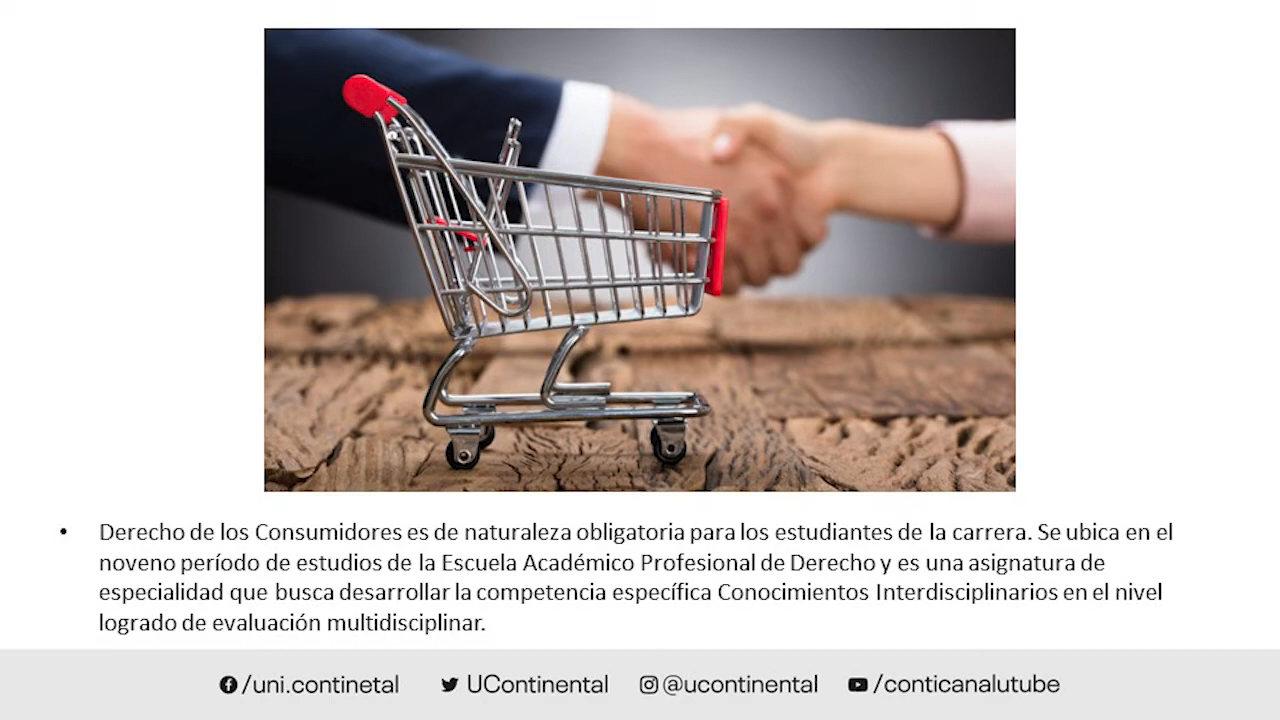 • Derecho de los Consumidores es de naturaleza obligatoria para los estudiantes de la carrera. Se ubica en el
noveno período de estudios de la Escuela Académico Profesional de Derecho y es una asignatura de
especialidad que busca desarrollar la competencia específica Conocimientos Interdisciplinarios en el nivel
logrado de evaluación multidisciplinar.
/uni.continetal UContinental @ucontinental /conticanalutube